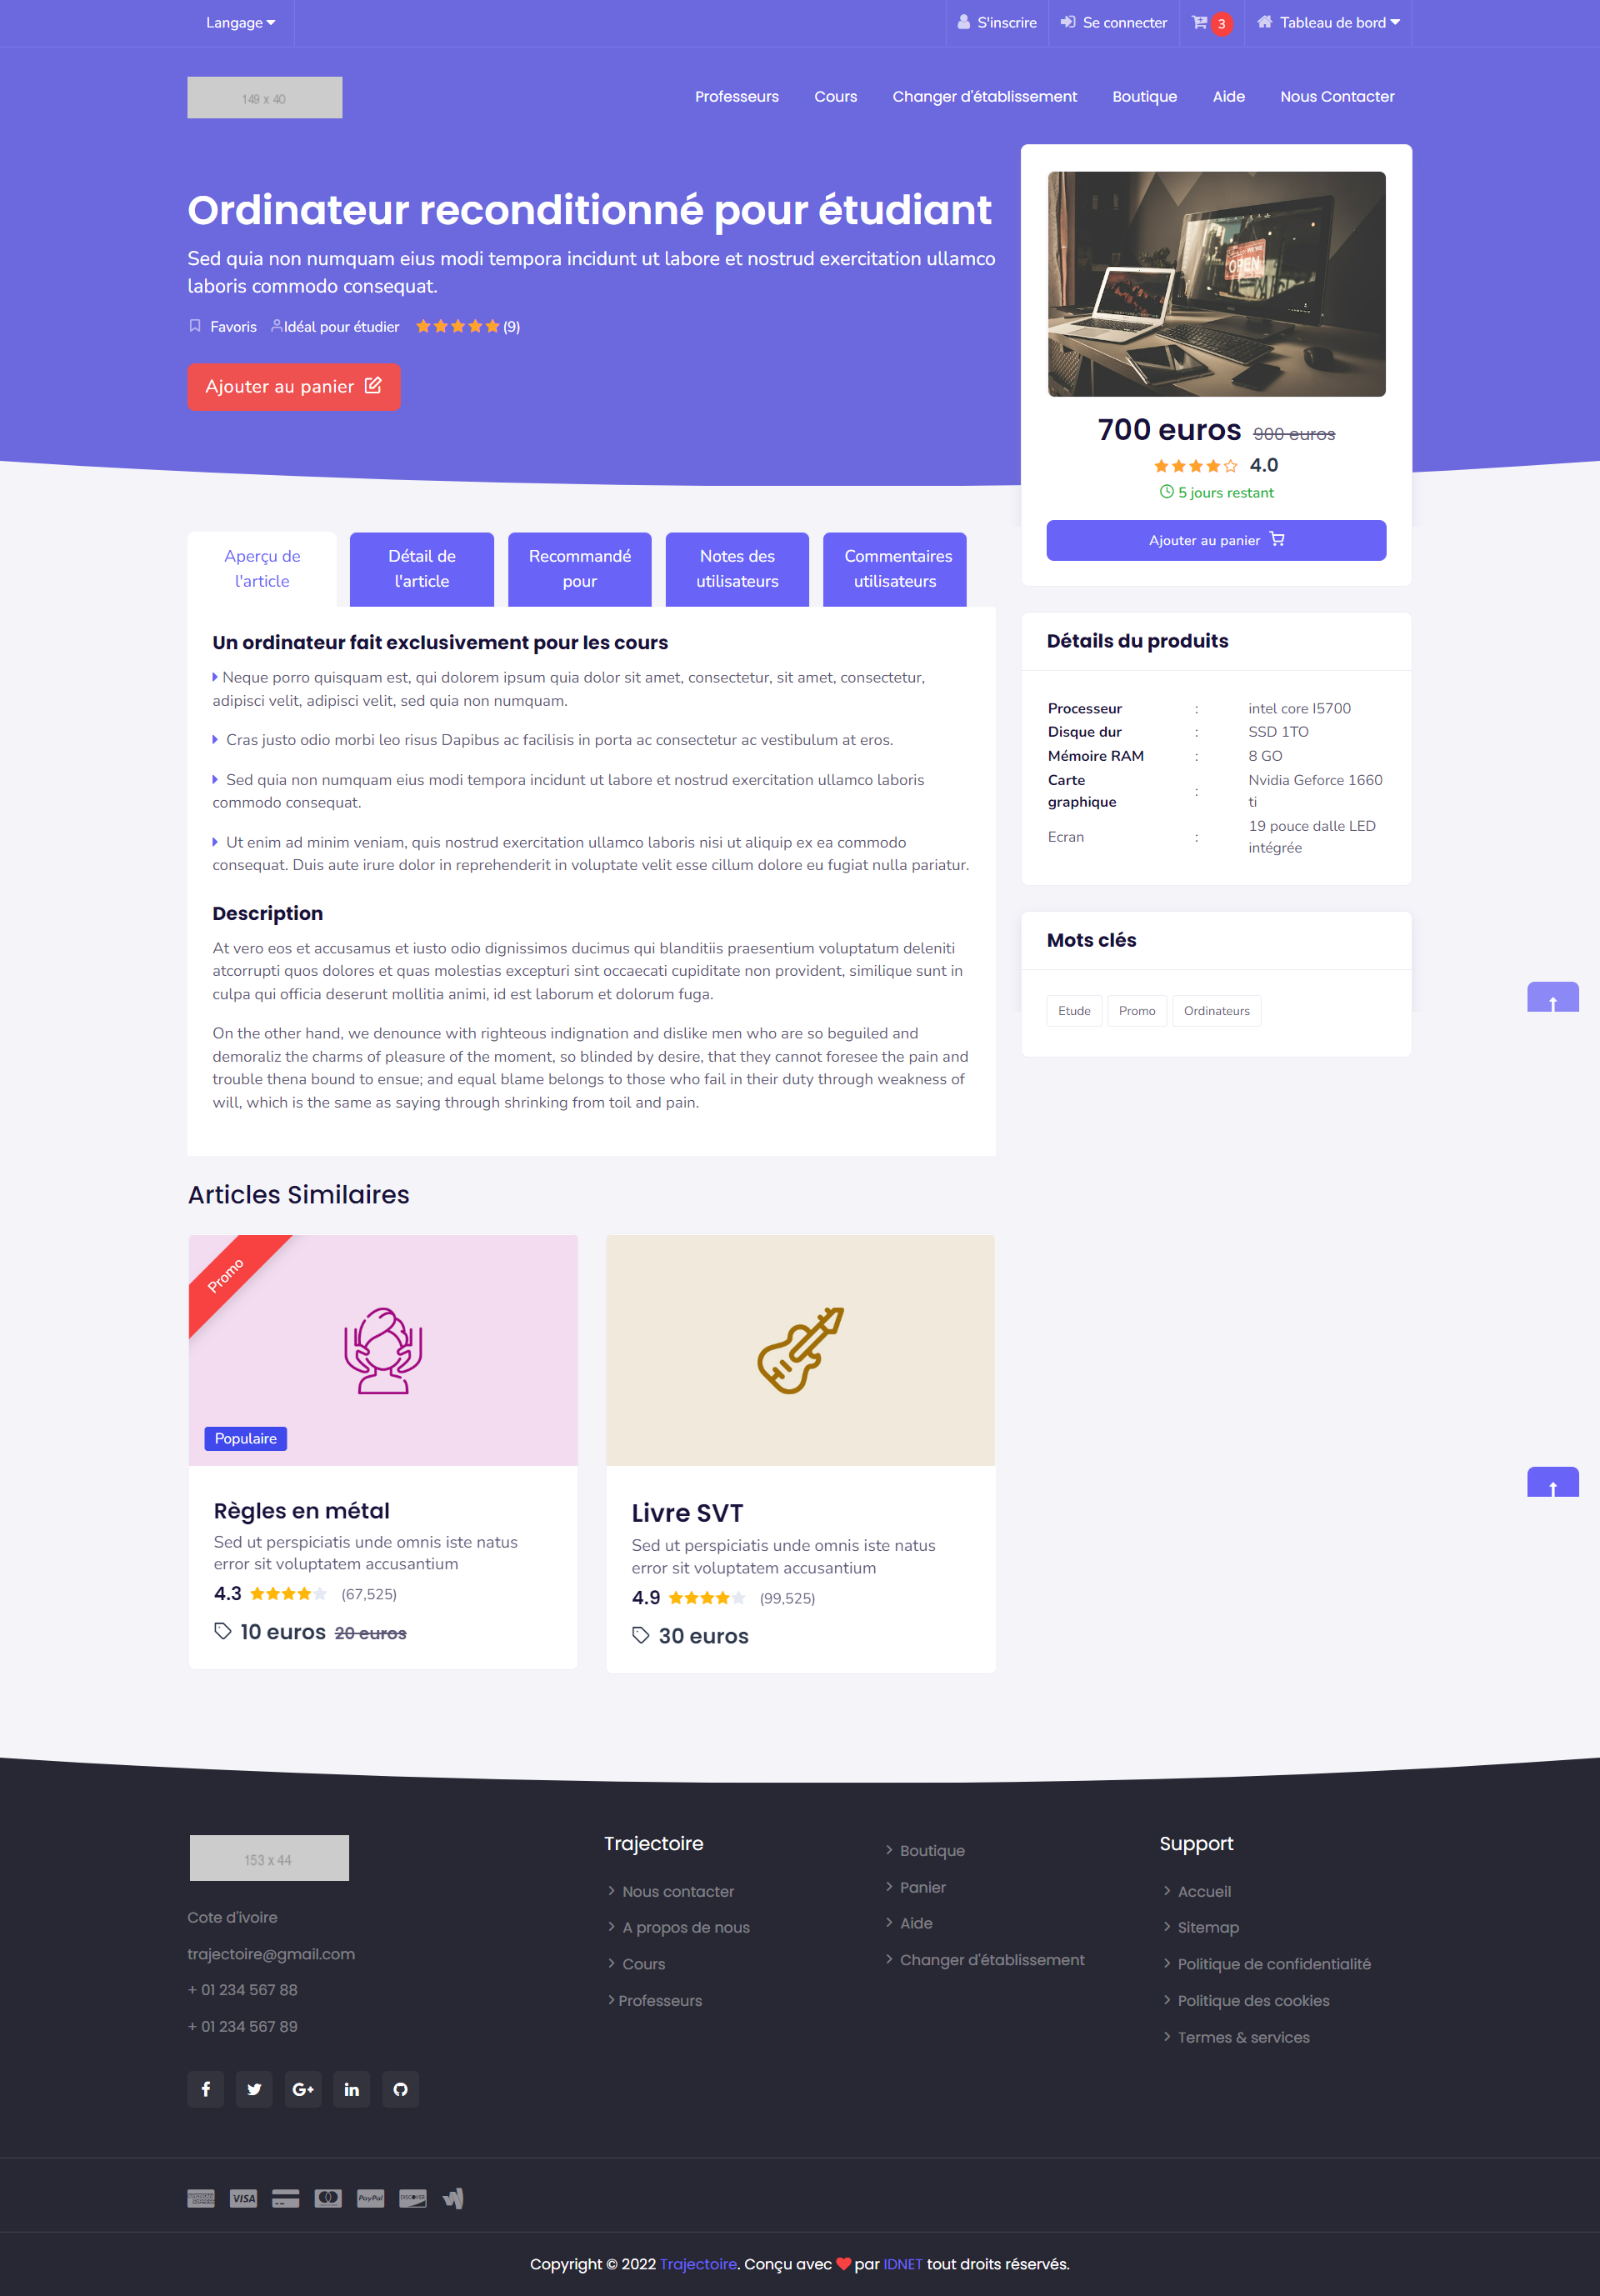 Langage
S'inscrire
Se connecter
3
Tableau de bord
149 x 40
Professeurs
Cours
Changer d'établissement
Boutique
Aide
Nous Contacter
Ordinateur reconditionné pour étudiant
Sed quia non numquam eius modi tempora incidunt ut labore et nostrud exercitation ullamco
laboris commodo consequat.
Favoris
Idéal pour étudier
(9)
Ajouter au panier
OPEN
700 euros 900 euros
4.0
5 jours restant
Ajouter au panier
Aperçu de
l'article
Détail de
l'article
Recommandé
pour
Notes des
utilisateurs
Commentaires
utilisateurs
Un ordinateur fait exclusivement pour les cours
Neque porro quisquam est, qui dolorem ipsum quia dolor sit amet, consectetur, sit amet, consectetur,
adipisci velit, adipisci velit, sed quia non numquam.
Cras justo odio morbi leo risus Dapibus ac facilisis in porta ac consectetur ac vestibulum at eros.
Sed quia non numquam eius modi tempora incidunt ut labore et nostrud exercitation ullamco laboris
commodo consequat.
Ut enim ad minim veniam, quis nostrud exercitation ullamco laboris nisi ut aliquip ex ea commodo
consequat. Duis aute irure dolor in reprehenderit in voluptate velit esse cillum dolore eu fugiat nulla pariatur.
Description
At vero eos et accusamus et iusto odio dignissimos ducimus qui blanditiis praesentium voluptatum deleniti
atcorrupti quos dolores et quas molestias excepturi sint occaecati cupiditate non provident, similique sunt in
culpa qui officia deserunt mollitia animi, id est laborum et dolorum fuga.
On the other hand, we denounce with righteous indignation and dislike men who are so beguiled and
demoraliz the charms of pleasure of the moment, so blinded by desire, that they cannot foresee the pain and
trouble thena bound to ensue; and equal blame belongs to those who fail in their duty through weakness of
will, which is the same as saying through shrinking from toil and pain.
Détails du produits
Processeur : intel core I5700
Disque dur : SSD 1TO
Mémoire RAM : 8 GO
Carte
graphique : Nvidia Geforce 1660
ti
Ecran : 19 pouce dalle LED
intégrée
Mots clés
Etude
Promo
Ordinateurs
Articles Similaires
Promo
Populaire
Règles en métal
Sed ut perspiciatis unde omnis iste natus
error sit voluptatem accusantium
4.3 (67,525)
10 euros 20 euros
Livre SVT
Sed ut perspiciatis unde omnis iste natus
error sit voluptatem accusantium
4.9 (99,525)
30 euros
153 x 44
Cote d'ivoire
trajectoire@gmail.com
+ 01 234 567 88
+ 01 234 567 89
Trajectoire
Nous contacter
A propos de nous
Cours
Professeurs
Boutique
Panier
Aide
Changer d'établissement
Support
Accueil
Sitemap
Politique de confidentialité
Politique des cookies
Termes & services
VISA
PayPal
DISCOVER
Copyright © 2022 Trajectoire. Conçu avec par IDNET tout droits réservés.